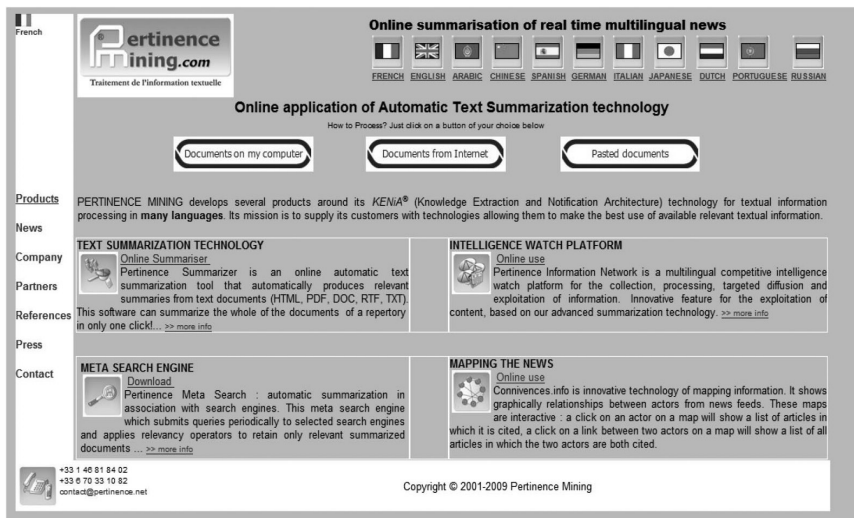 French
Pertinence
Mining.com
Traitement de l'information textuelle
Online summarisation of real time multilingual news
FRENCH ENGLISH ARABIC CHINESE SPANISH GERMAN ITALIAN JAPANESE DUTCH PORTUGUESE RUSSIAN
Online application of Automatic Text Summarization technology
How to Process? Just click on a button of your choice below
Documents on my computer
Documents from Internet
Pasted documents
Products
News
Company
Partners
References
Press
Contact
PERTINENCE MINING develops several products around its KENiA® (Knowledge Extraction and Notification Architecture) technology for textual information
processing in many languages. Its mission is to supply its customers with technologies allowing them to make the best use of available relevant textual information.
TEXT SUMMARIZATION TECHNOLOGY
Online Summariser
Pertinence Summarizer is an online automatic text
summarization tool that automatically produces relevant
summaries from text documents (HTML, PDF, DOC, RTF, TXT).
This software can summarize the whole of the documents of a repertory
in only one click!... >> more info
INTELLIGENCE WATCH PLATFORM
Online use
Pertinence Information Network is a multilingual competitive intelligence
watch platform for the collection, processing, targeted diffusion and
exploitation of information. Innovative feature for the exploitation of
content, based on our advanced summarization technology. >> more info
META SEARCH ENGINE
Download
Pertinence Meta Search : automatic summarization in
association with search engines. This meta search engine
which submits queries periodically to selected search engines
and applies relevancy operators to retain only relevant summarized
documents ... >> more info
MAPPING THE NEWS
Online use
Connivences.info is innovative technology of mapping information. It shows
graphically relationships between actors from news feeds. These maps
are interactive : a click on an actor on a map will show a list of articles in
which it is cited, a click on a link between two actors on a map will show a list of all
articles in which the two actors are both cited.
+33 1 46 81 84 02
+33 6 70 33 10 82
contact@pertinence.net
Copyright © 2001-2009 Pertinence Mining